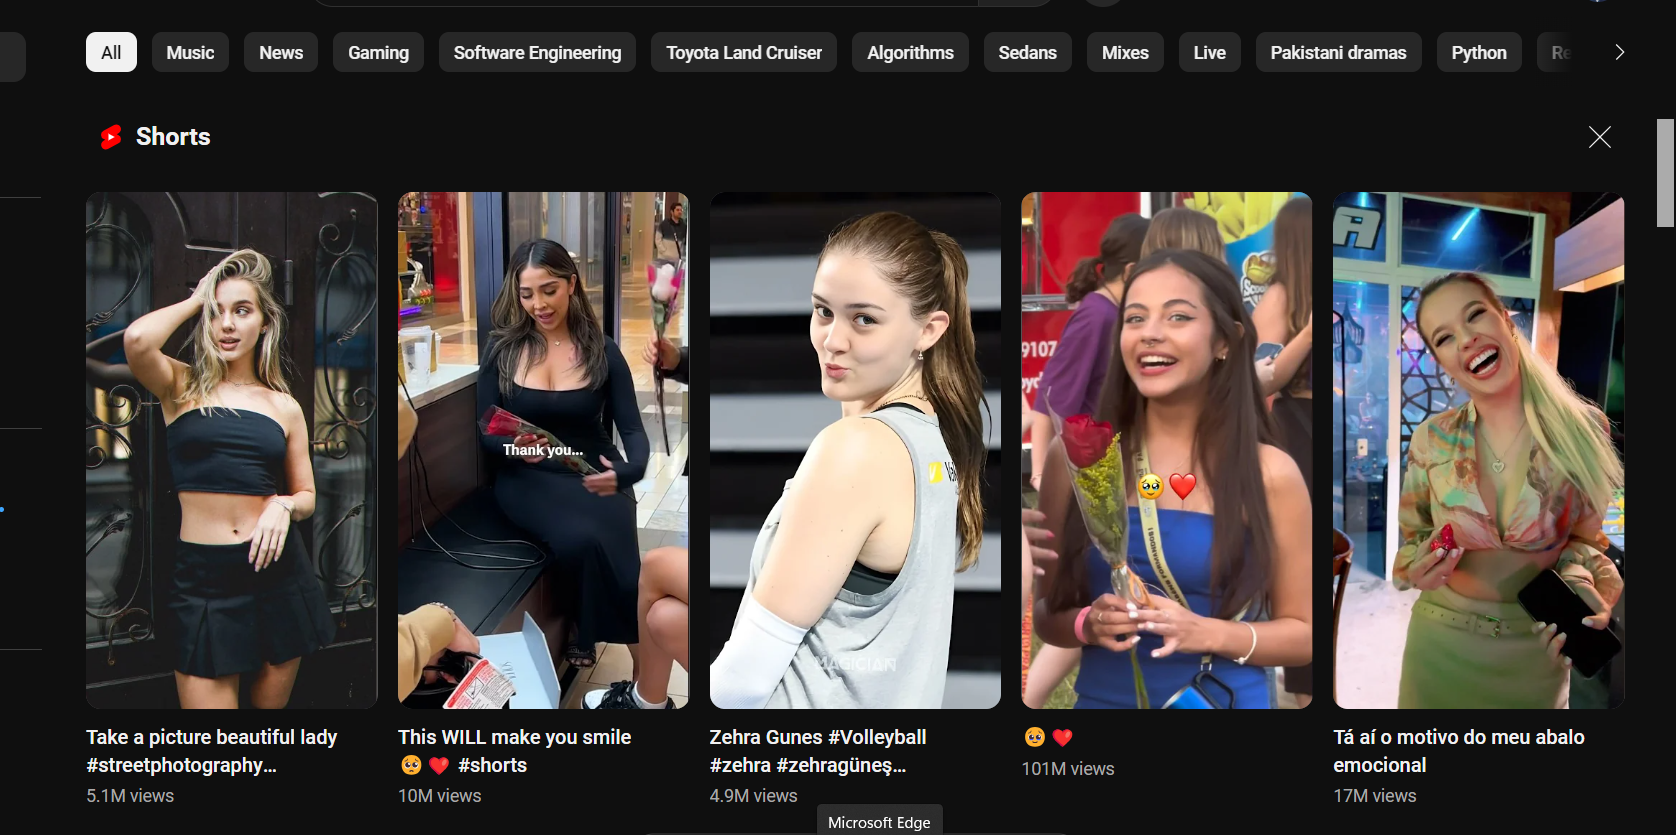 All
Music
News
Gaming
Software Engineering
Toyota Land Cruiser
Algorithms
Sedans
Mixes
Live
Pakistani dramas
Python
Re
Shorts
Thank you...
MAGICIAN
9107
Take a picture beautiful lady
#streetphotography...
5.1M views
This WILL make you smile
🥺 ❤️ #shorts
10M views
Zehra Gunes #Volleyball
#zehra #zehragüneş...
4.9M views
🥺 ❤️
101M views
Tá aí o motivo do meu abalo
emocional
17M views
Microsoft Edge